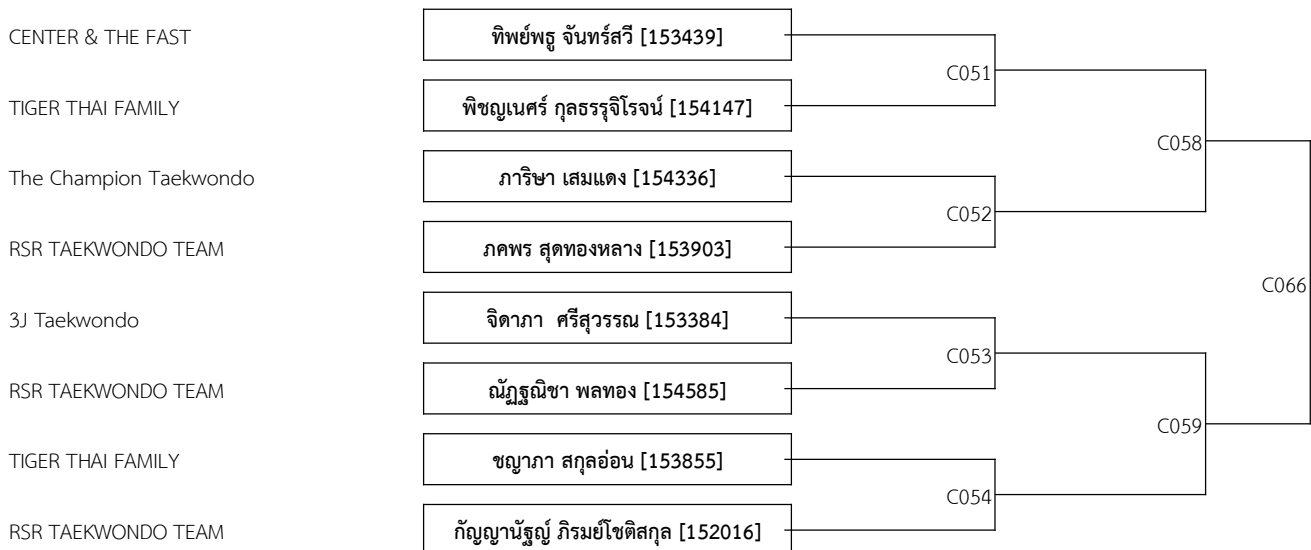 CENTER & THE FAST
ทิพย์พธู จันทร์สวี [153439]
C051
TIGER THAI FAMILY
พิชญเนศร์ กุลธรรุจิโรจน์ [154147]
C058
The Champion Taekwondo
ภาริษา เสมแดง [154336]
C052
RSR TAEKWONDO TEAM
ภคพร สุดทองหลาง [153903]
C066
3J Taekwondo
จิดาภา  ศรีสุวรรณ [153384]
C053
RSR TAEKWONDO TEAM
ณัฏฐณิชา พลทอง [154585]
C059
TIGER THAI FAMILY
ชญาภา สกุลอ่อน [153855]
C054
RSR TAEKWONDO TEAM
กัญญานัฐญ์ ภิรมย์โชติสกุล [152016]